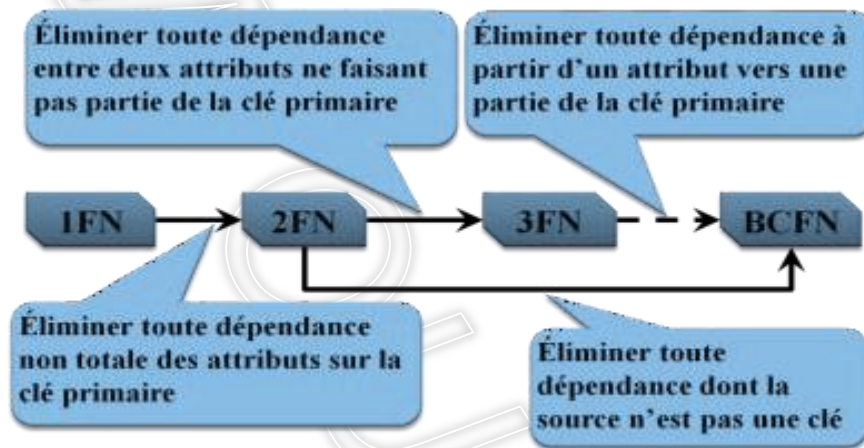 Éliminer toute dépendance
entre deux attributs ne faisant
pas partie de la clé primaire
Éliminer toute dépendance à
partir d'un attribut vers une
partie de la clé primaire
1FN
2FN
3FN
BCFN
Éliminer toute dépendance
non totale des attributs sur la
clé primaire
Éliminer toute
dépendance dont la
source n'est pas une clé